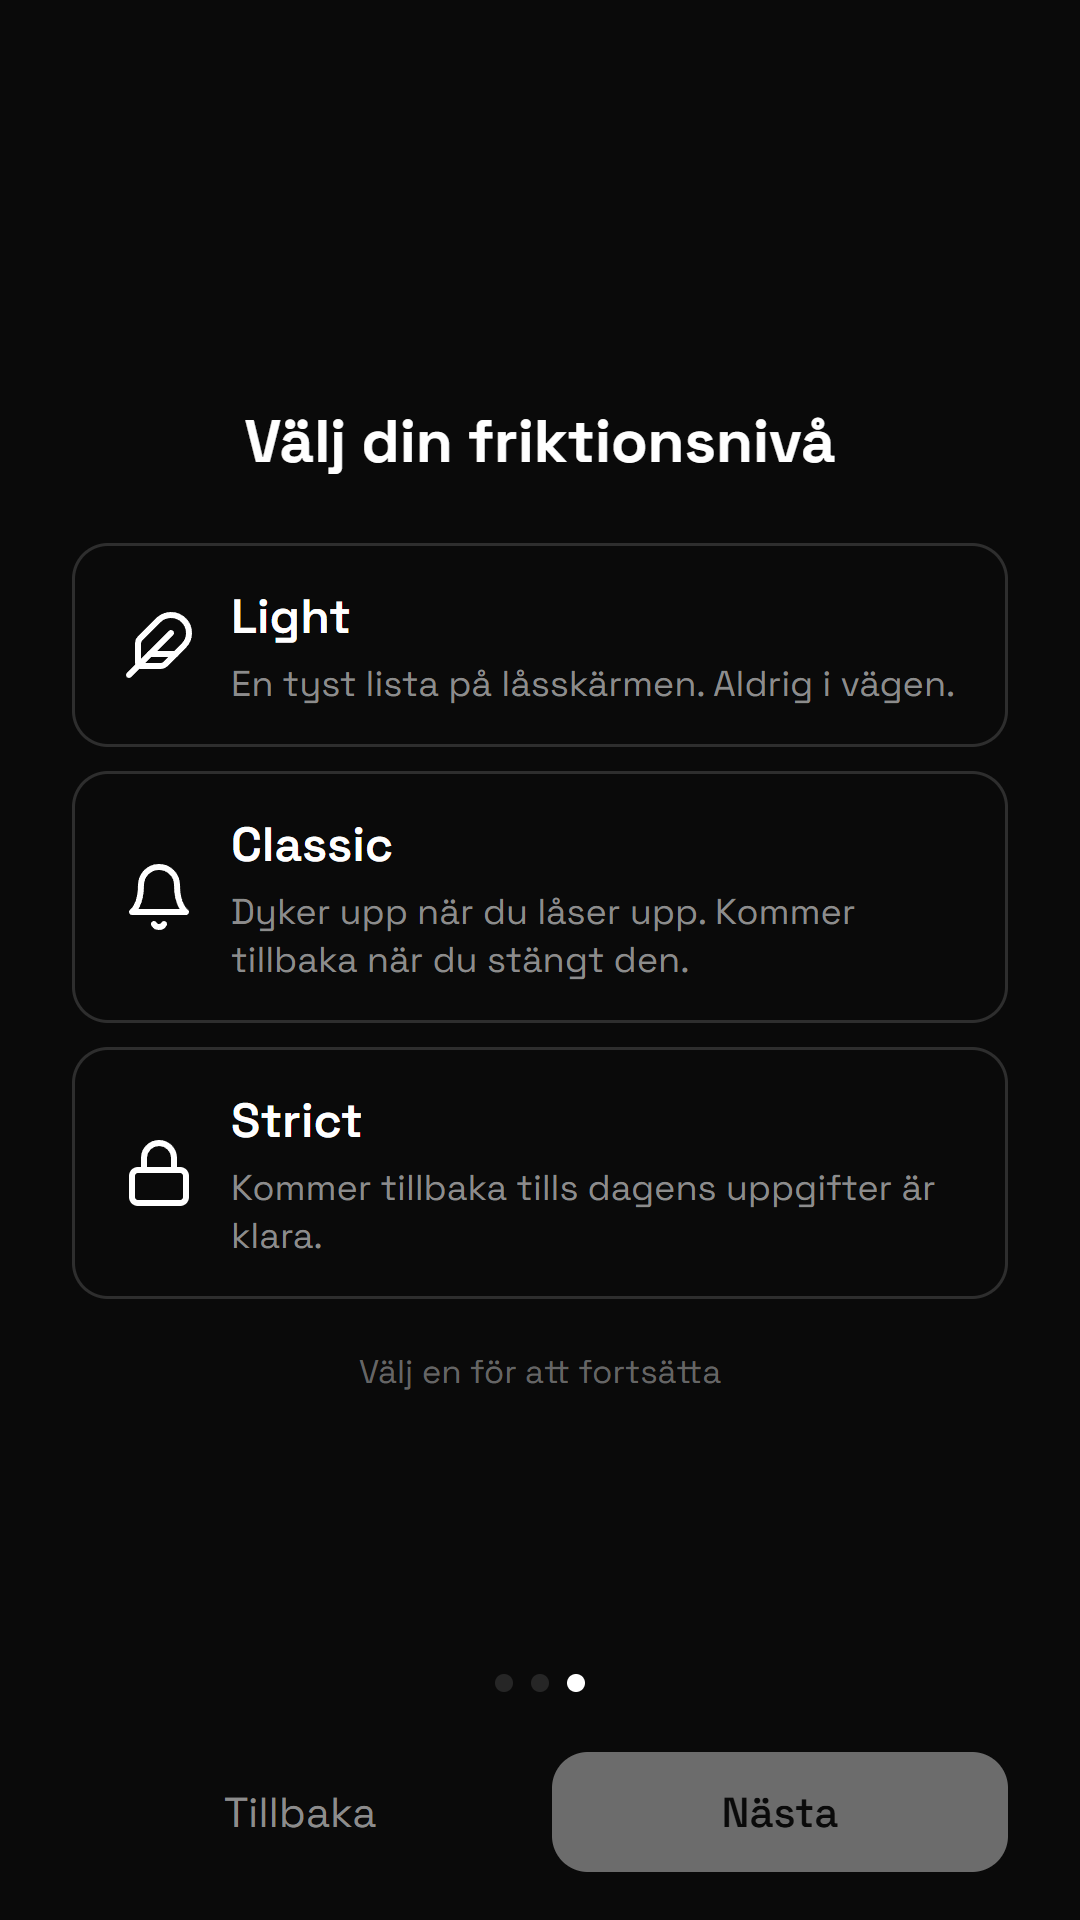 Välj din friktionsnivå
Light
En tyst lista på låsskärmen. Aldrig i vägen.
Classic
Dyker upp när du låser upp. Kommer
tillbaka när du stängt den.
Strict
Kommer tillbaka tills dagens uppgifter är
klara.
Välj en för att fortsätta
Tillbaka
Nästa